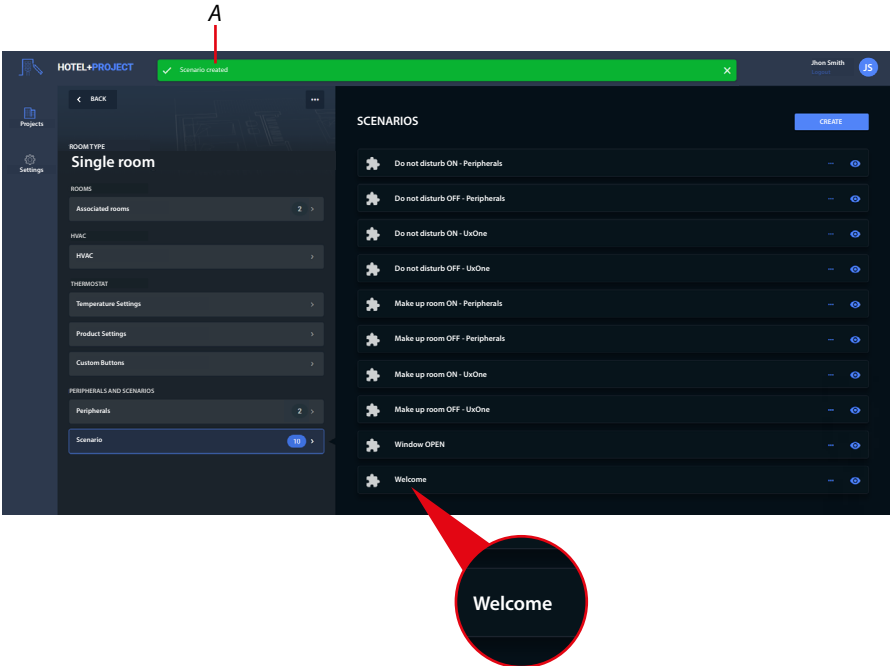 A
HOTEL+PROJECT
Scenario created
Jhon Smith
Logout
JS
Projects
Settings
BACK
ROOM TYPE
Single room
ROOMS
Associated rooms 2
HVAC
HVAC
THERMOSTAT
Temperature Settings
Product Settings
Custom Buttons
PERIPHERALS AND SCENARIOS
Peripherals 2
Scenario 10
SCENARIOS
CREATE
Do not disturb ON - Peripherals
Do not disturb OFF - Peripherals
Do not disturb ON - UxOne
Do not disturb OFF - UxOne
Make up room ON - Peripherals
Make up room OFF - Peripherals
Make up room ON - UxOne
Make up room OFF - UxOne
Window OPEN
Welcome
Welcome